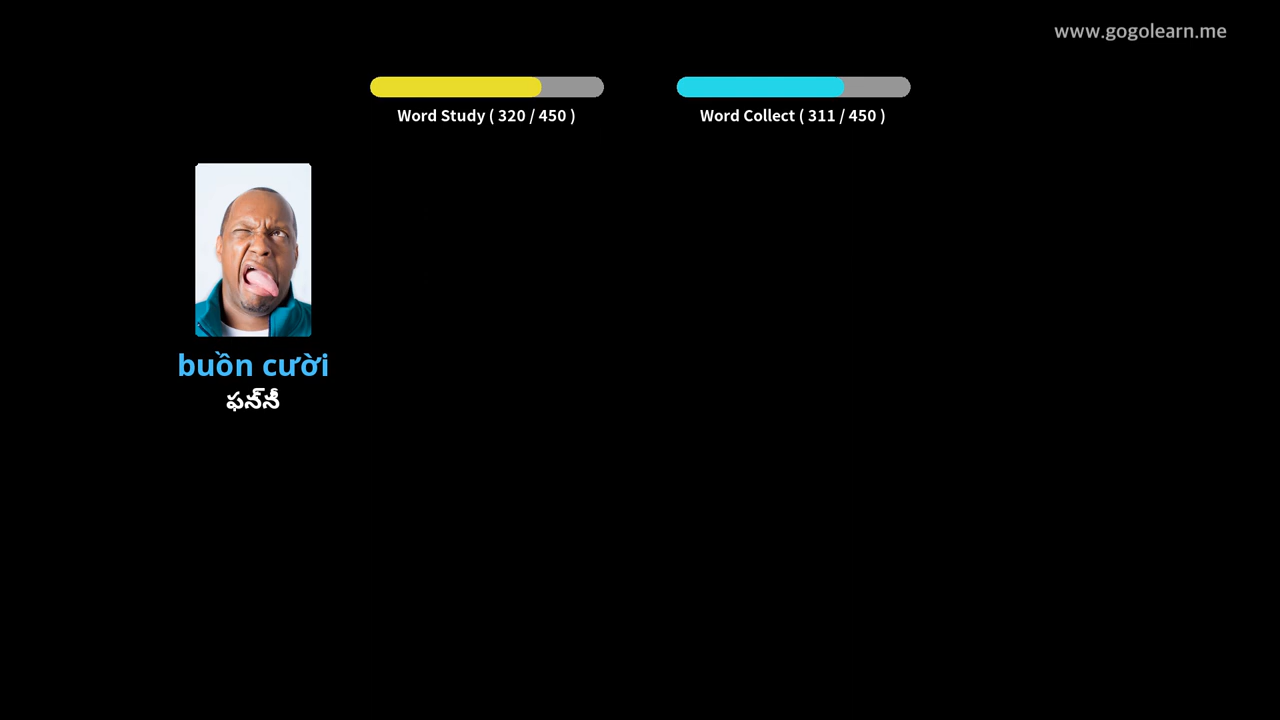 www.gogolearn.me
Word Study ( 320 / 450 )
Word Collect ( 311 / 450 )
buồn cười
ఫన్‌నీ